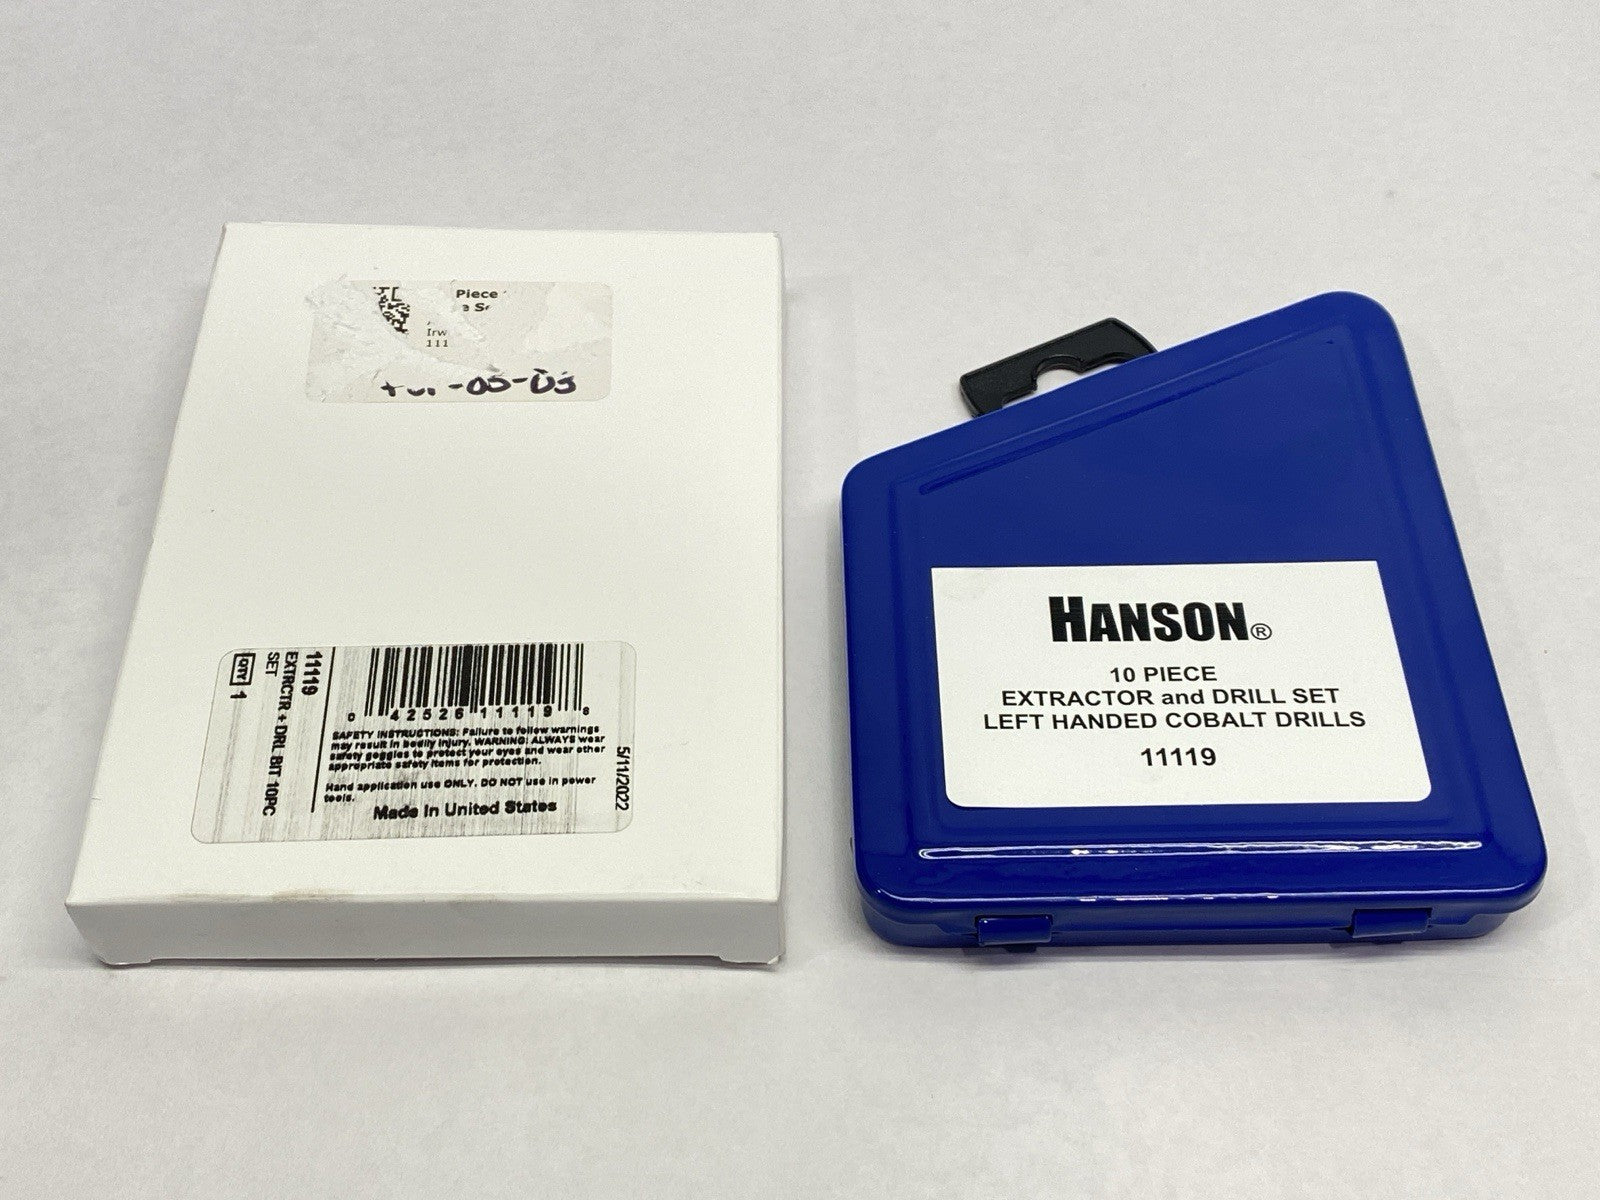 Piece
Irw
111
-05-03
11119
EXTRCTR + DRL BIT 10PC
SET
QTY 1
0 42526 11119 8
SAFETY INSTRUCTIONS: Failure to follow warnings
may result in bodily injury. WARNING: ALWAYS wear
safety goggles to protect your eyes and wear other
appropriate safety items for protection.
Hand application use ONLY. DO NOT use in power
tools.
Made In United States
5/11/2022
HANSON®
10 PIECE
EXTRACTOR and DRILL SET
LEFT HANDED COBALT DRILLS
11119